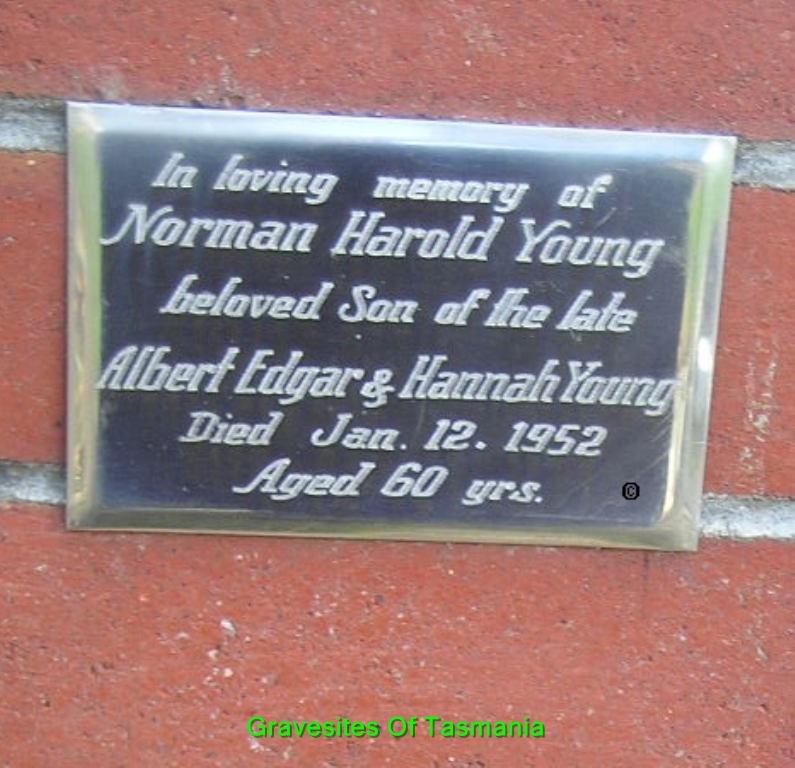 In loving memory of
Norman Harold Young
beloved Son of the late
Albert Edgar & Hannah Young
Died Jan. 12. 1952
Aged 60 yrs.
©
Gravesites Of Tasmania